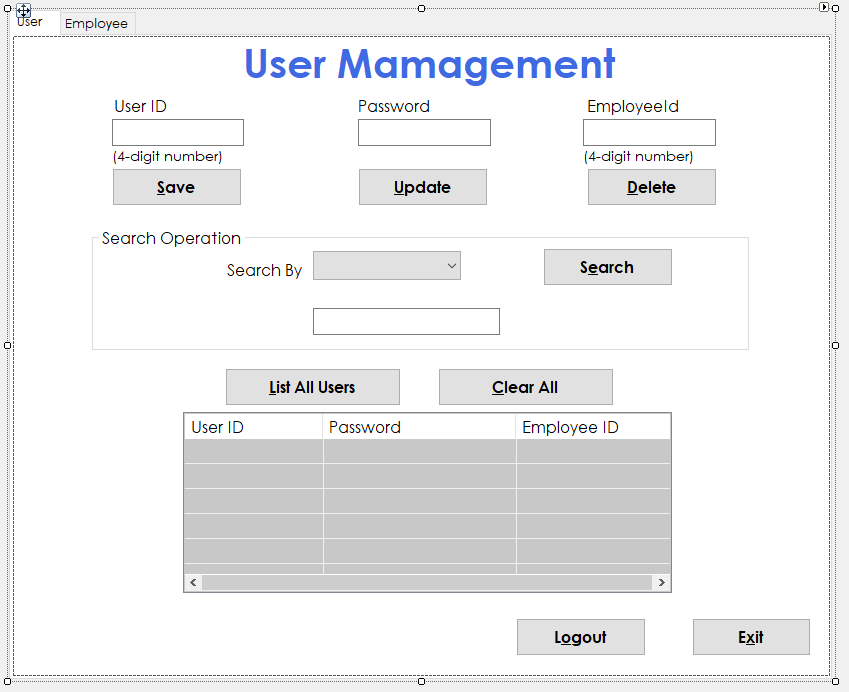 User Employee
User Mamagement
User ID Password EmployeeId
(4-digit number) (4-digit number)
Save Update Delete
Search Operation
Search By Search
List All Users Clear All
User ID Password Employee ID
Logout Exit